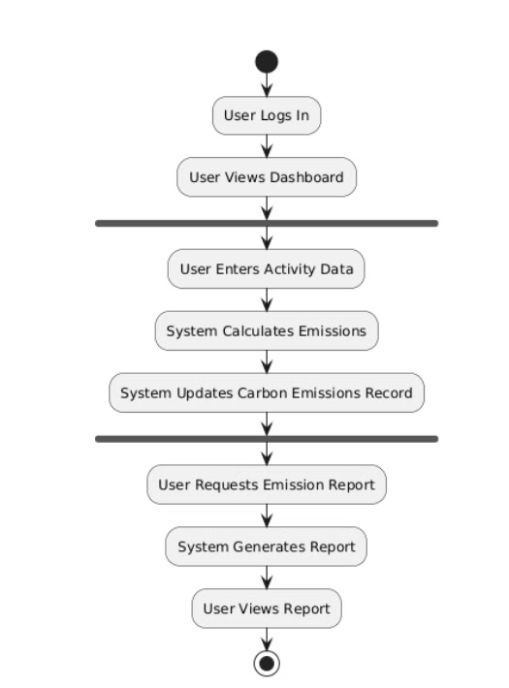 User Logs In
User Views Dashboard
User Enters Activity Data
System Calculates Emissions
System Updates Carbon Emissions Record
User Requests Emission Report
System Generates Report
User Views Report